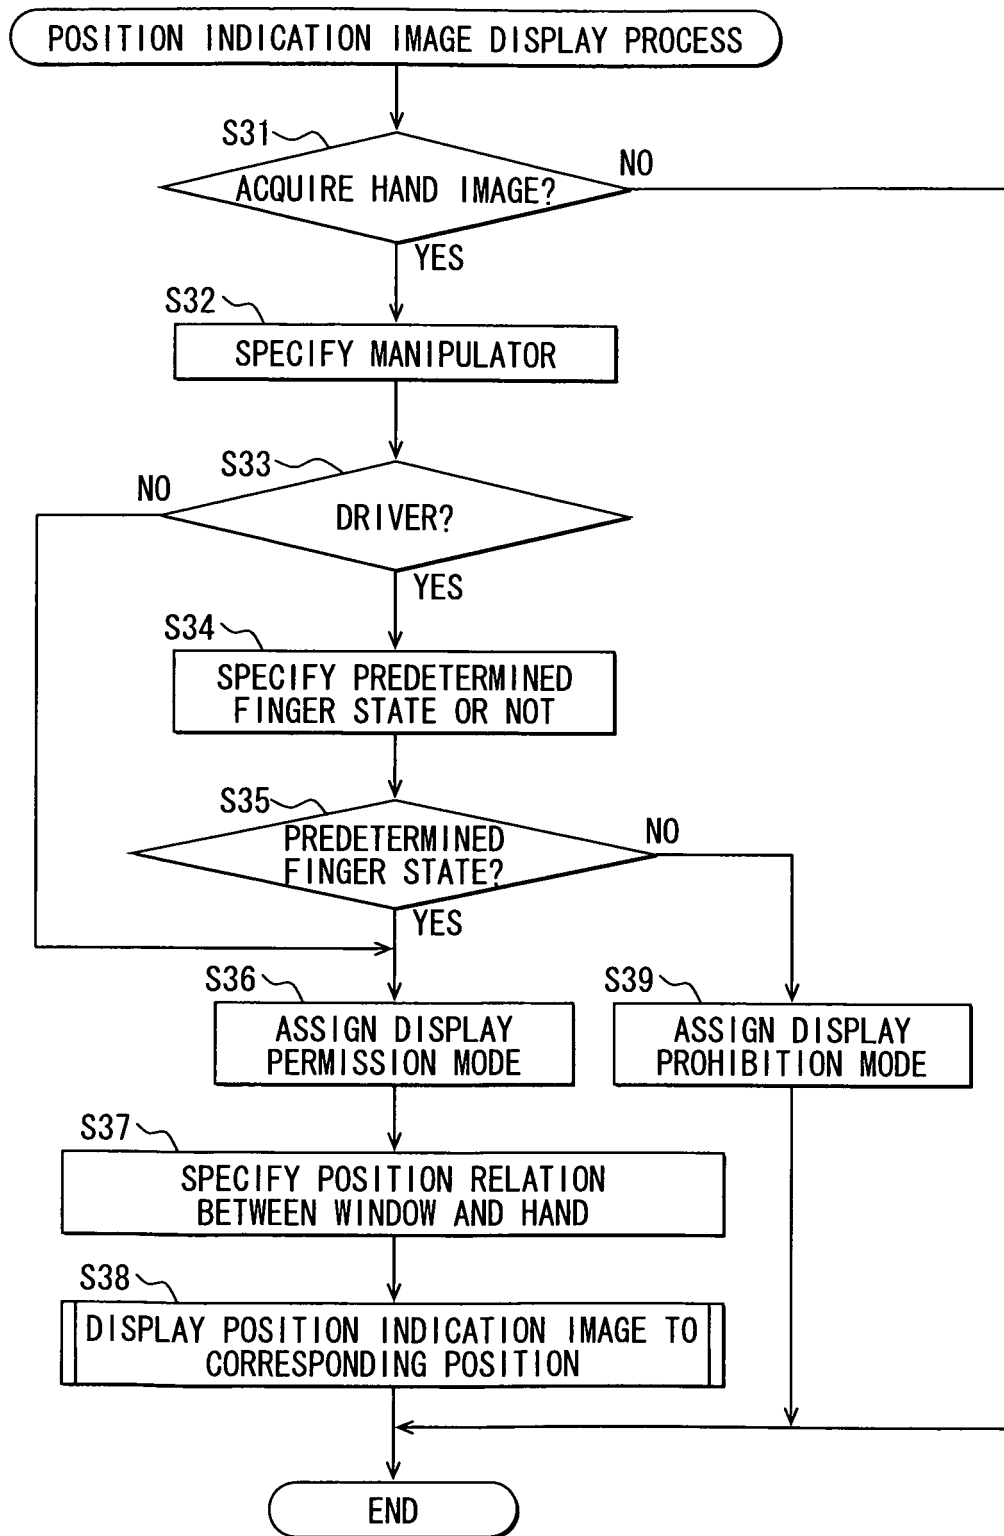 POSITION INDICATION IMAGE DISPLAY PROCESS
S31
ACQUIRE HAND IMAGE?
NO
YES
S32
SPECIFY MANIPULATOR
S33
NO
DRIVER?
YES
S34
SPECIFY PREDETERMINED
FINGER STATE OR NOT
S35
PREDETERMINED
FINGER STATE?
NO
YES
S36
ASSIGN DISPLAY
PERMISSION MODE
S39
ASSIGN DISPLAY
PROHIBITION MODE
S37
SPECIFY POSITION RELATION
BETWEEN WINDOW AND HAND
S38
DISPLAY POSITION INDICATION IMAGE TO
CORRESPONDING POSITION
END